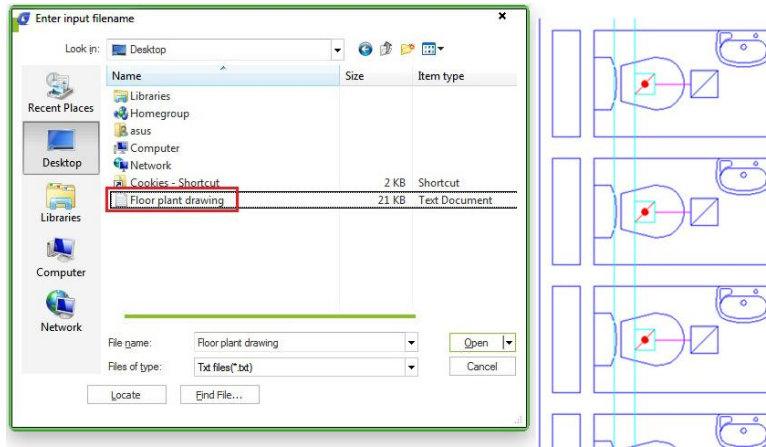 Enter input filename
x
Look in: Desktop
Name Size Item type
Libraries
Homegroup
asus
Computer
Network
Cookies - Shortcut 2 KB Shortcut
Floor plant drawing 21 KB Text Document
Recent Places
Desktop
Libraries
Computer
Network
File name: Floor plant drawing Open
Files of type: Txt files(*.txt) Cancel
Locate Find File...